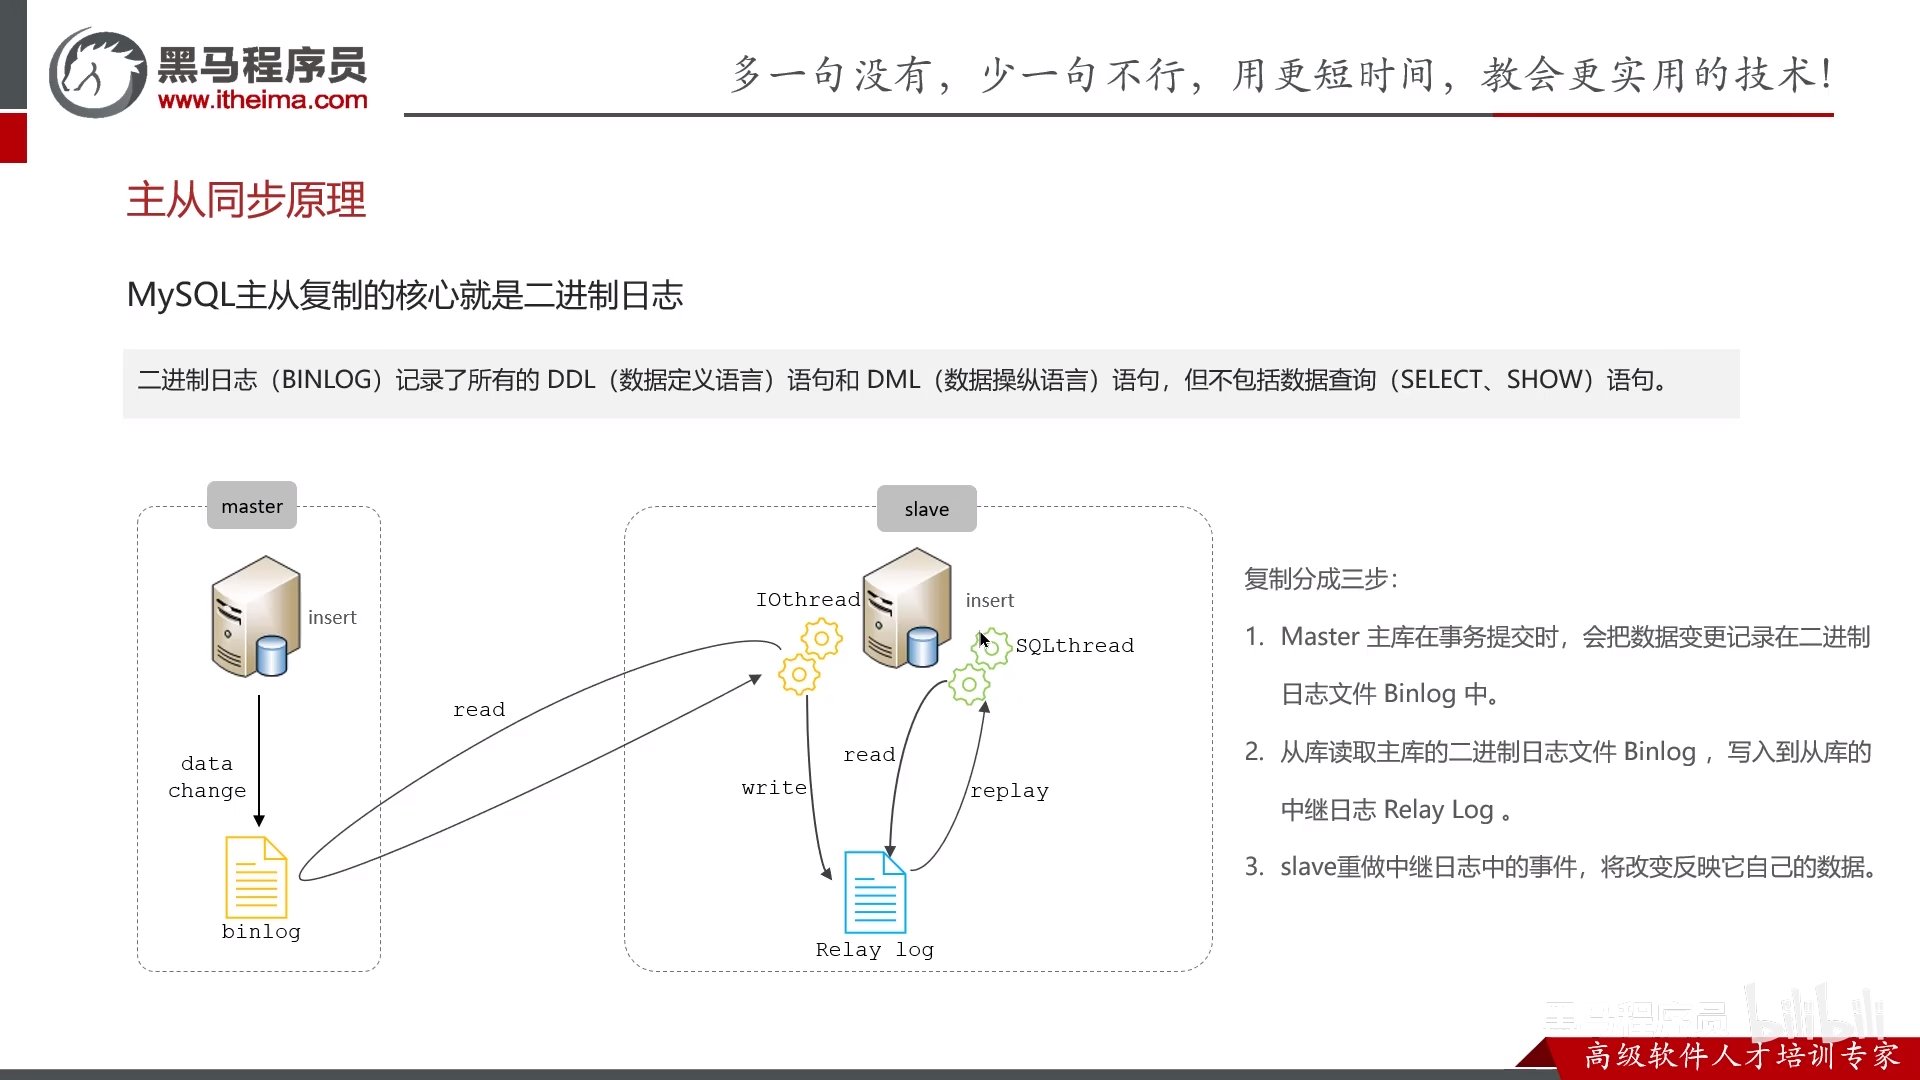 黑马程序员
www.itheima.com
多一句没有，少一句不行，用更短时间，教会更实用的技术！
主从同步原理
MySQL主从复制的核心就是二进制日志
二进制日志（BINLOG）记录了所有的 DDL（数据定义语言）语句和 DML（数据操纵语言）语句，但不包括数据查询（SELECT、SHOW）语句。
master
insert
data
change
binlog
read
slave
IOthread
insert
SQLthread
read
write
replay
Relay log
复制分成三步：
1. Master 主库在事务提交时，会把数据变更记录在二进制
日志文件 Binlog 中。
2. 从库读取主库的二进制日志文件 Binlog ，写入到从库的
中继日志 Relay Log 。
3. slave重做中继日志中的事件，将改变反映它自己的数据。
黑马程序员 bilibili
高级软件人才培训专家